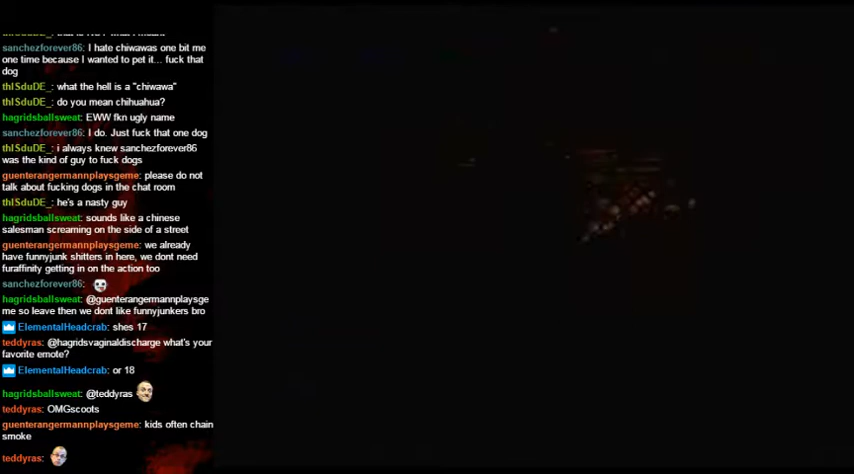 sanchezforever86: I hate chiwawas one bit me
one time because I wanted to pet it... fuck that
dog
thISduDE_: what the hell is a "chiwawa"
thISduDE_: do you mean chihuahua?
hagridsballsweat: EWW fkn ugly name
sanchezforever86: I do. Just fuck that one dog
thISduDE_: i always knew sanchezforever86
was the kind of guy to fuck dogs
guenterangermannplaysgeme: please do not
talk about fucking dogs in the chat room
thISduDE_: he's a nasty guy
hagridsballsweat: sounds like a chinese
salesman screaming on the side of a street
guenterangermannplaysgeme: we already
have funnyjunk shitters in here, we dont need
furaffinity getting in on the action too
sanchezforever86:
hagridsballsweat: @guenterangermannplaysge
me so leave then we dont like funnyjunkers bro
ElementalHeadcrab: shes 17
teddyras: @hagridsvaginaldischarge what's your
favorite emote?
ElementalHeadcrab: or 18
hagridsballsweat: @teddyras
teddyras: OMGscoots
guenterangermannplaysgeme: kids often chain
smoke
teddyras: